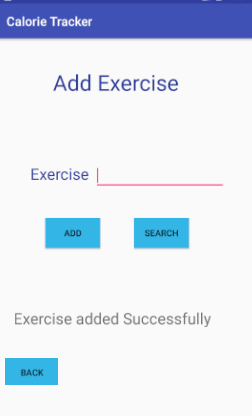 Calorie Tracker
Add Exercise
Exercise
ADD SEARCH
Exercise added Successfully
BACK